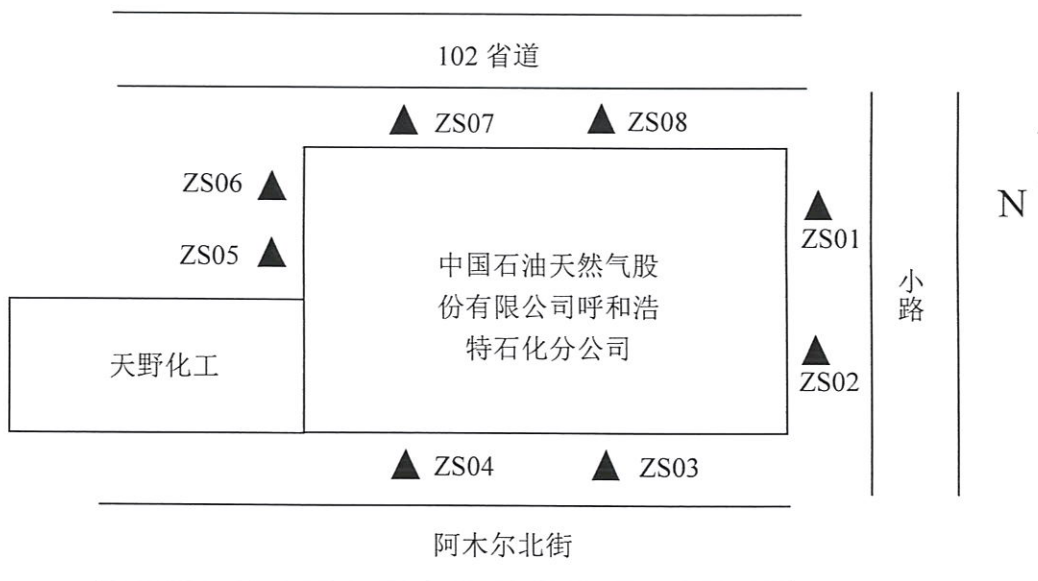 102 省道
ZS07
ZS08
ZS06
ZS01
N
ZS05
中国石油天然气股
份有限公司呼和浩
特石化分公司
小
路
天野化工
ZS02
ZS04
ZS03
阿木尔北街